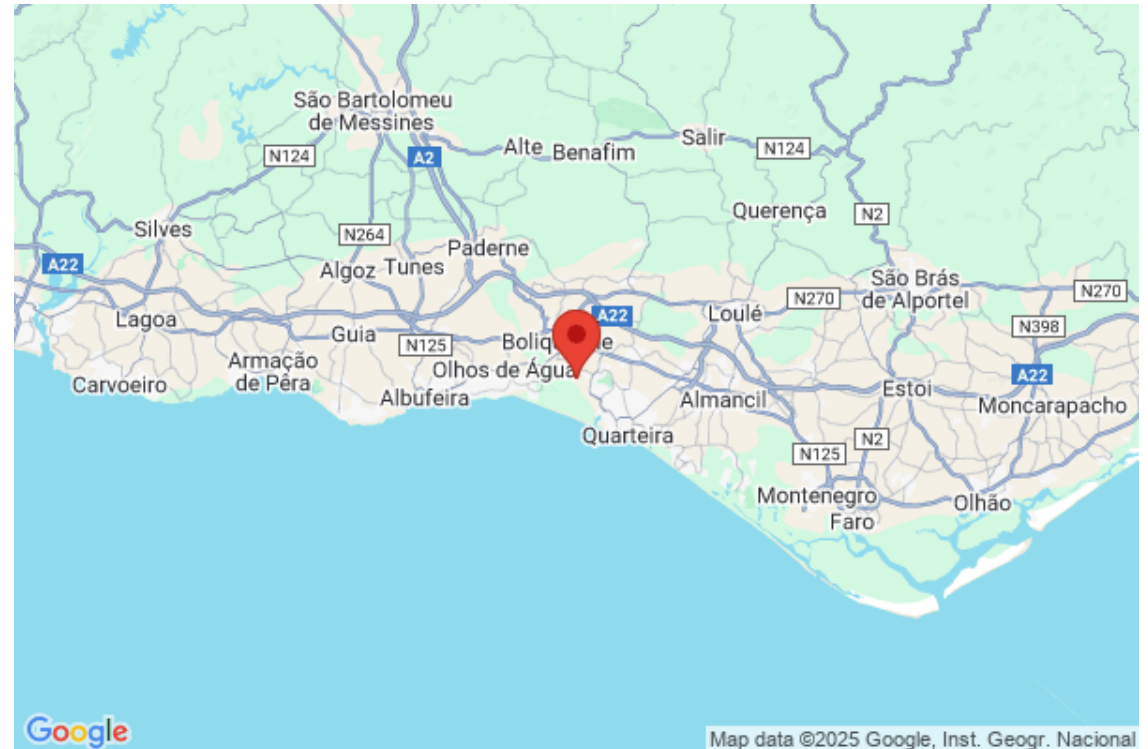 São Bartolomeu
de Messines
Alte
Benafim
Salir
N124
A2
N124
Querença
N2
Silves
N264
Paderne
Algoz
Tunes
A22
São Brás
de Alportel
N270
N270
Lagoa
A22
Loulé
N398
Guia
N125
Olhos de Água
Armação
de Pêra
A22
Carvoeiro
Albufeira
Almancil
Estoi
Moncarapacho
Quarteira
N2
N125
Montenegro
Faro
Olhão
Google
Map data ©2025 Google, Inst. Geogr. Nacional